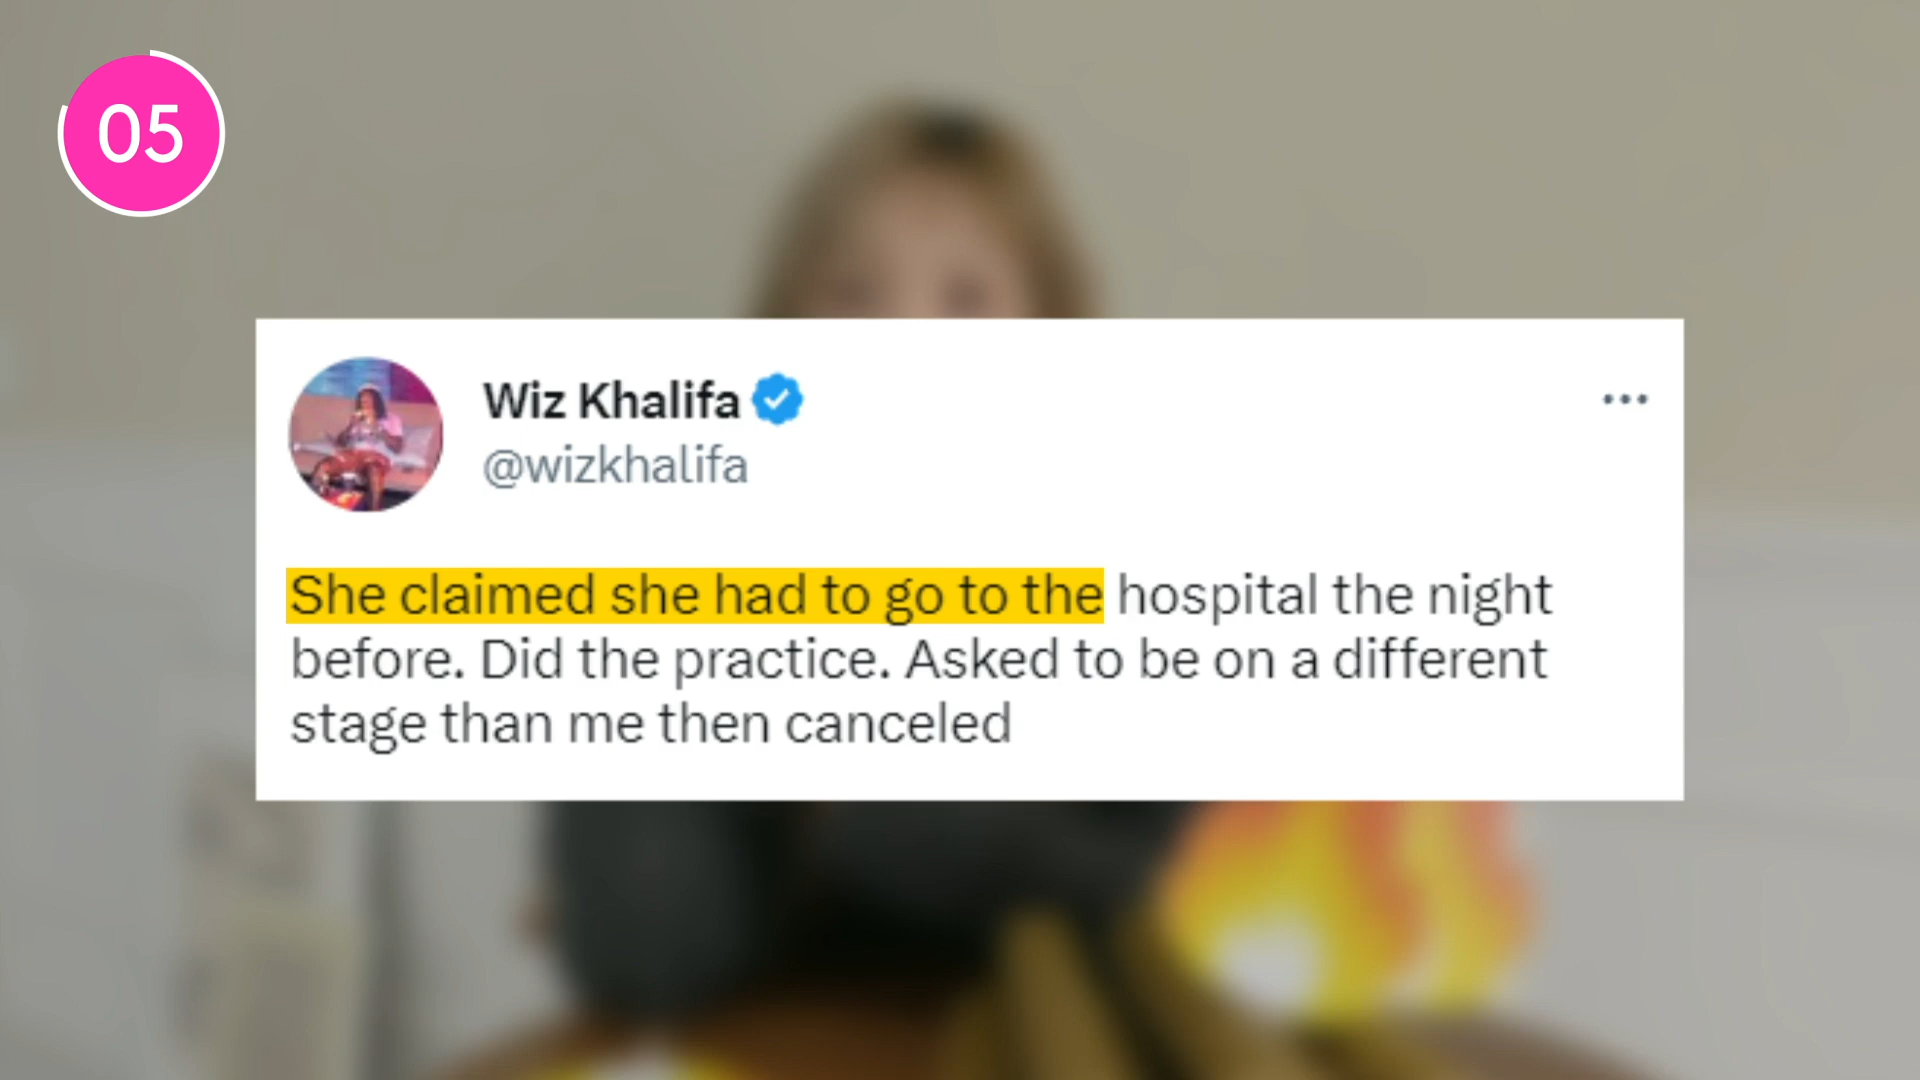 05
Wiz Khalifa
@wizkhalifa
She claimed she had to go to the hospital the night
before. Did the practice. Asked to be on a different
stage than me then canceled